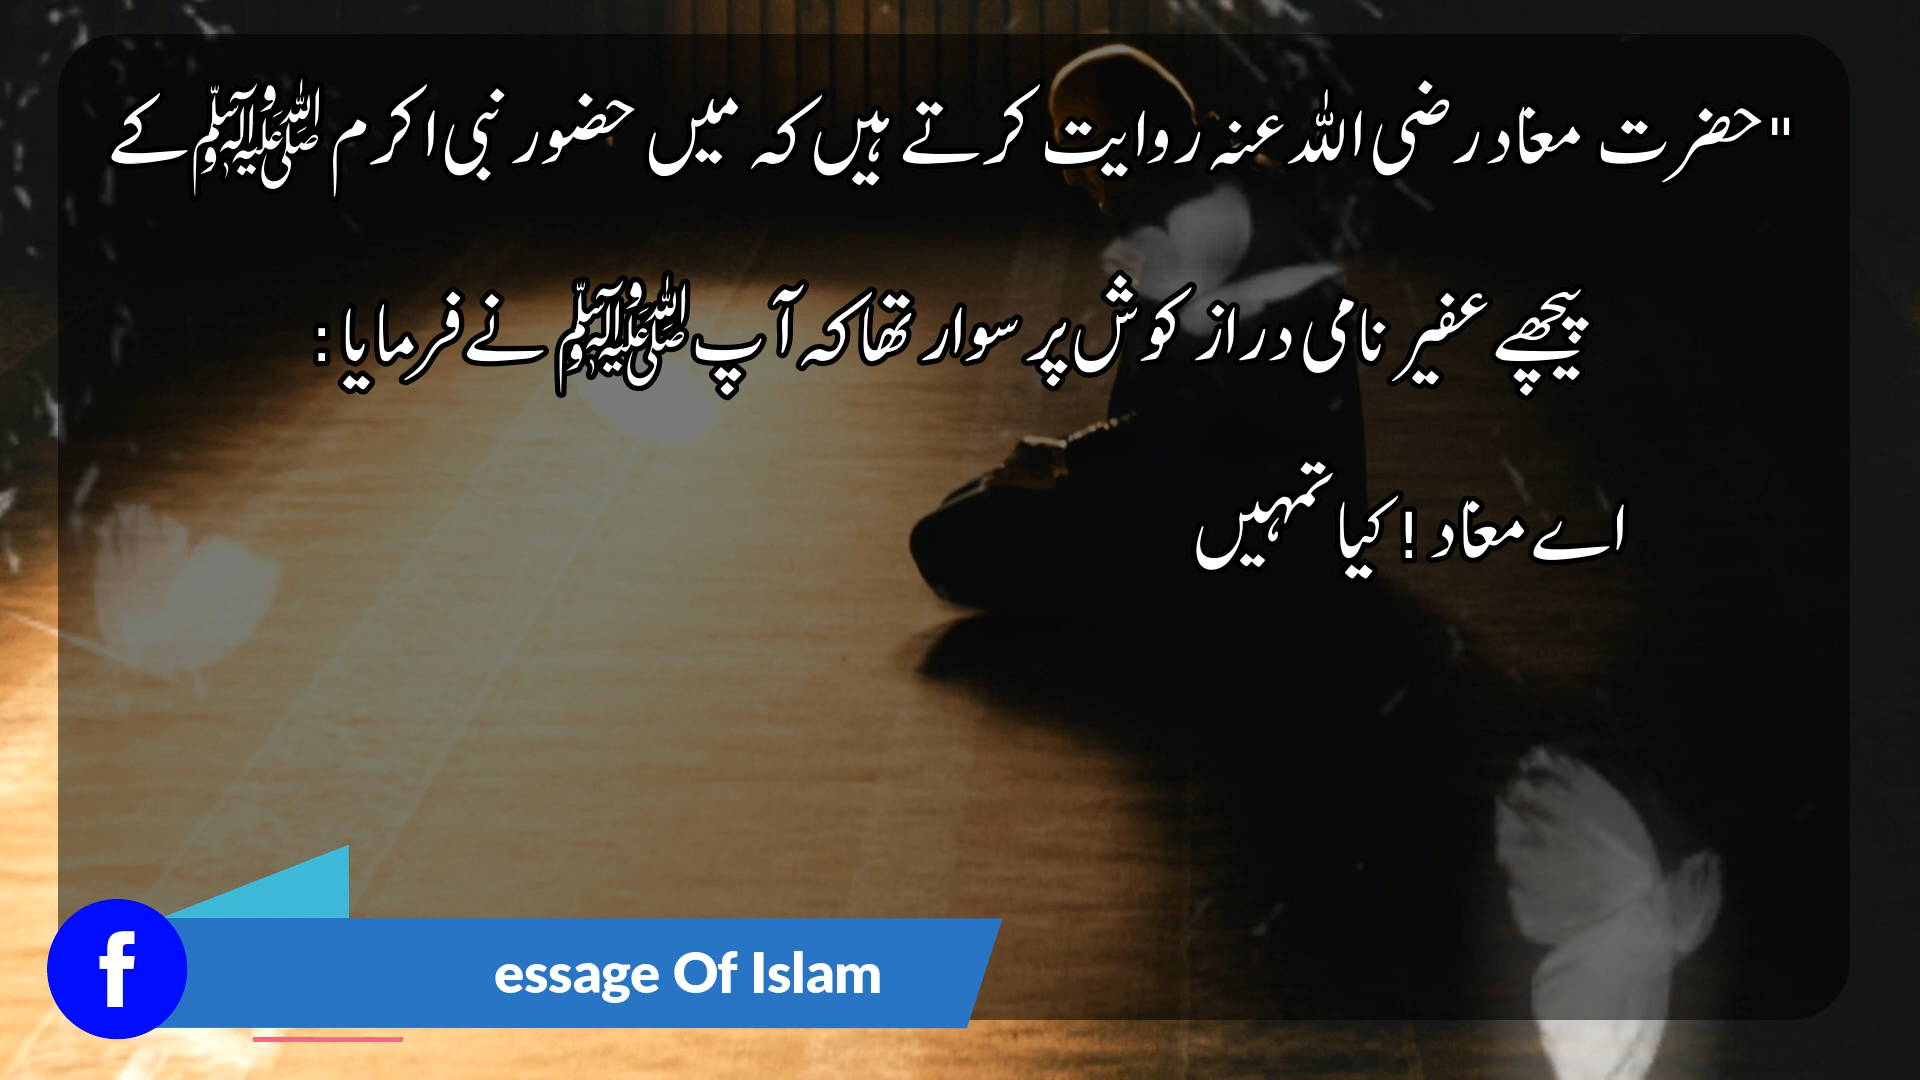 "حضرت معاذ رضی اللہ عنہ روایت کرتے ہیں کہ میں حضور نبی اکرم ﷺ کے
پیچھے عفیر نامی دراز کوش پر سوار تھا کہ آپ ﷺ نے فرمایا :
اے معاذ ! کیا تمہیں
f
essage Of Islam